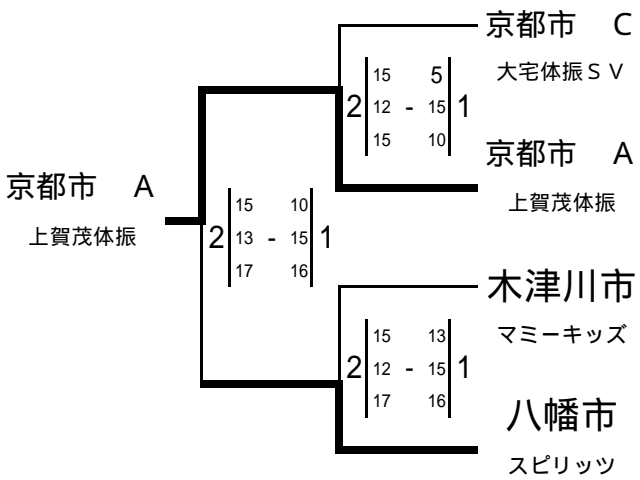 京都市　C
大宅体振ＳＶ
15 5
2 12 - 15 1
15 10
京都市　A
上賀茂体振
京都市　A
上賀茂体振
15 10
2 13 - 15 1
17 16
木津川市
マミーキッズ
15 13
2 12 - 15 1
17 16
八幡市
スピリッツ